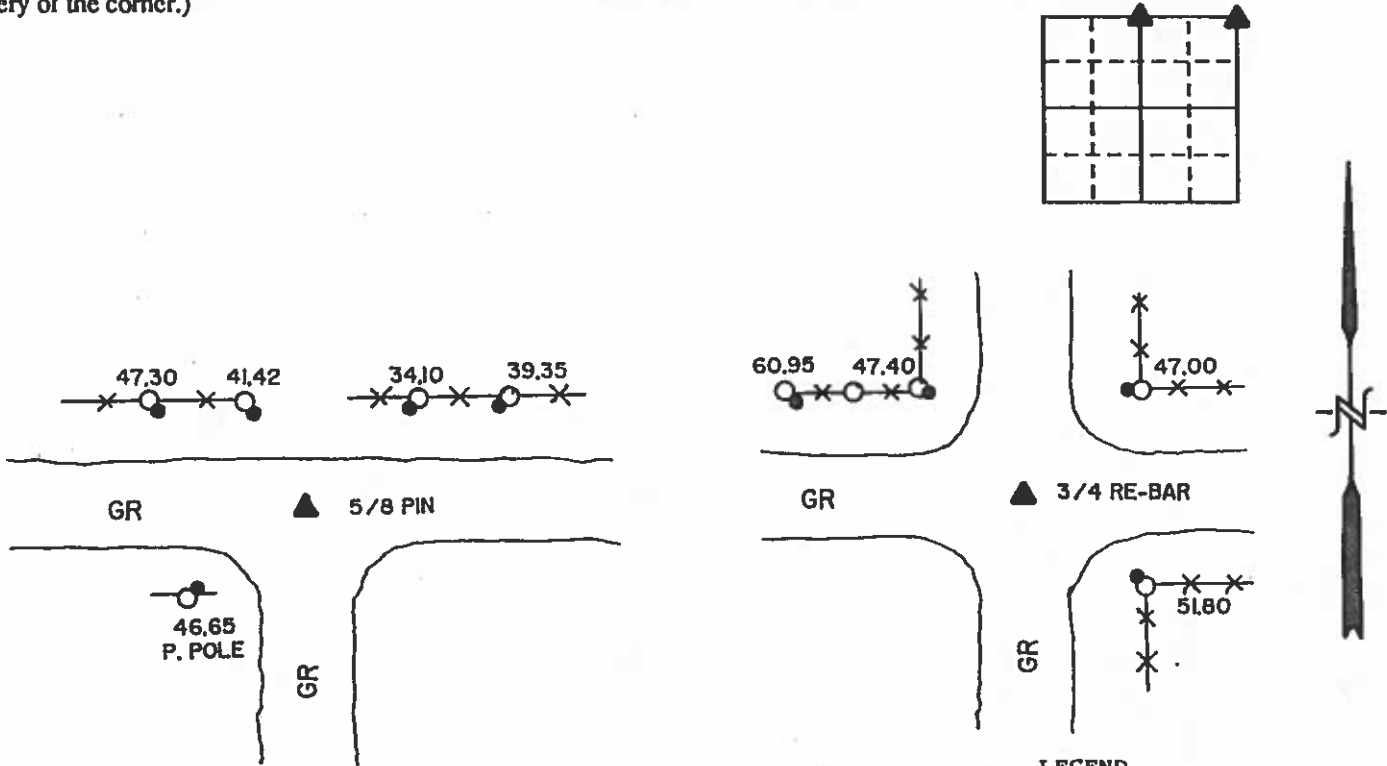 ery of the corner.)
47.30 41.42
34.10 39.35
GR
5/8 PIN
46.65
P. POLE
GR
60.95 47.40
47.00
GR
3/4 RE-BAR
51.80
GR
N
LEGEND